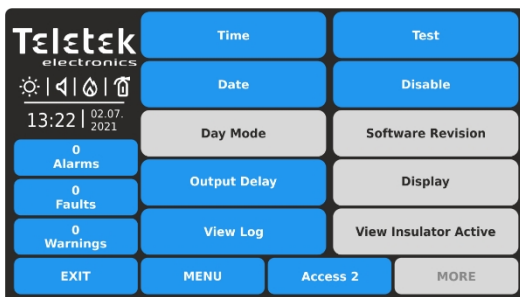 Teletek
electronics
13:22
02.07.
2021
0
Alarms
0
Faults
0
Warnings
EXIT
Time
Test
Date
Disable
Day Mode
Software Revision
Output Delay
Display
View Log
View Insulator Active
MENU
Access 2
MORE